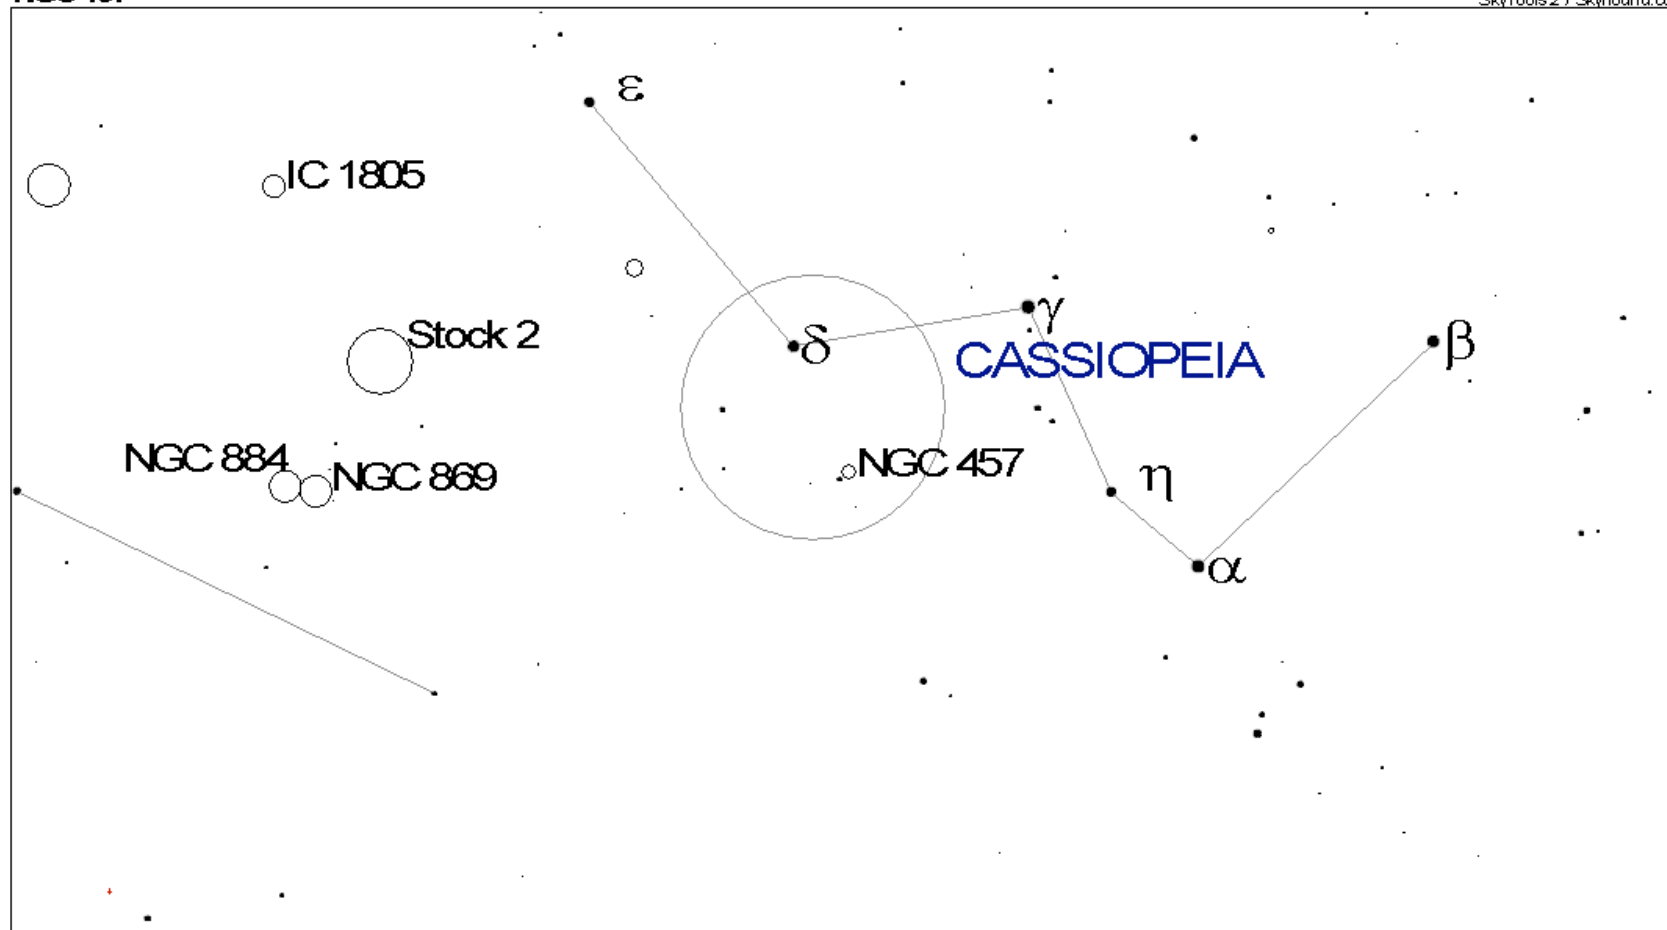 ε
IC 1805
γ
Stock 2
δ
β
CASSIOPEIA
NGC 884
NGC 869
NGC 457
η
α